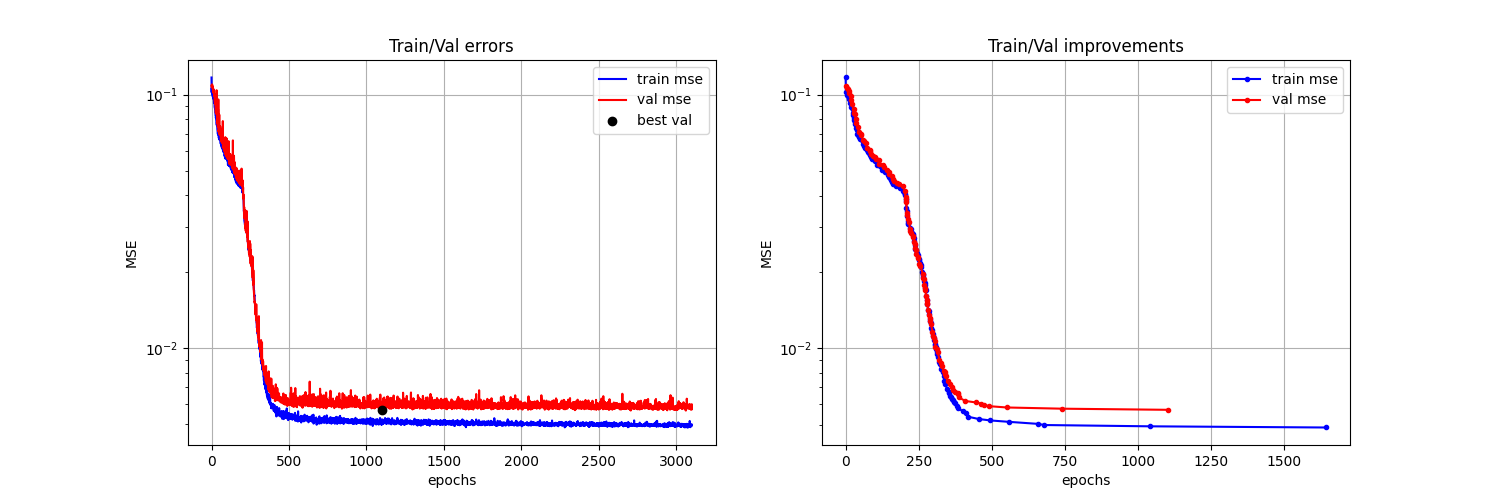 Train/Val errors
MSE
10⁻¹
10⁻²
train mse
val mse
best val
0 500 1000 1500 2000 2500 3000
epochs
Train/Val improvements
MSE
10⁻¹
10⁻²
train mse
val mse
0 250 500 750 1000 1250 1500
epochs